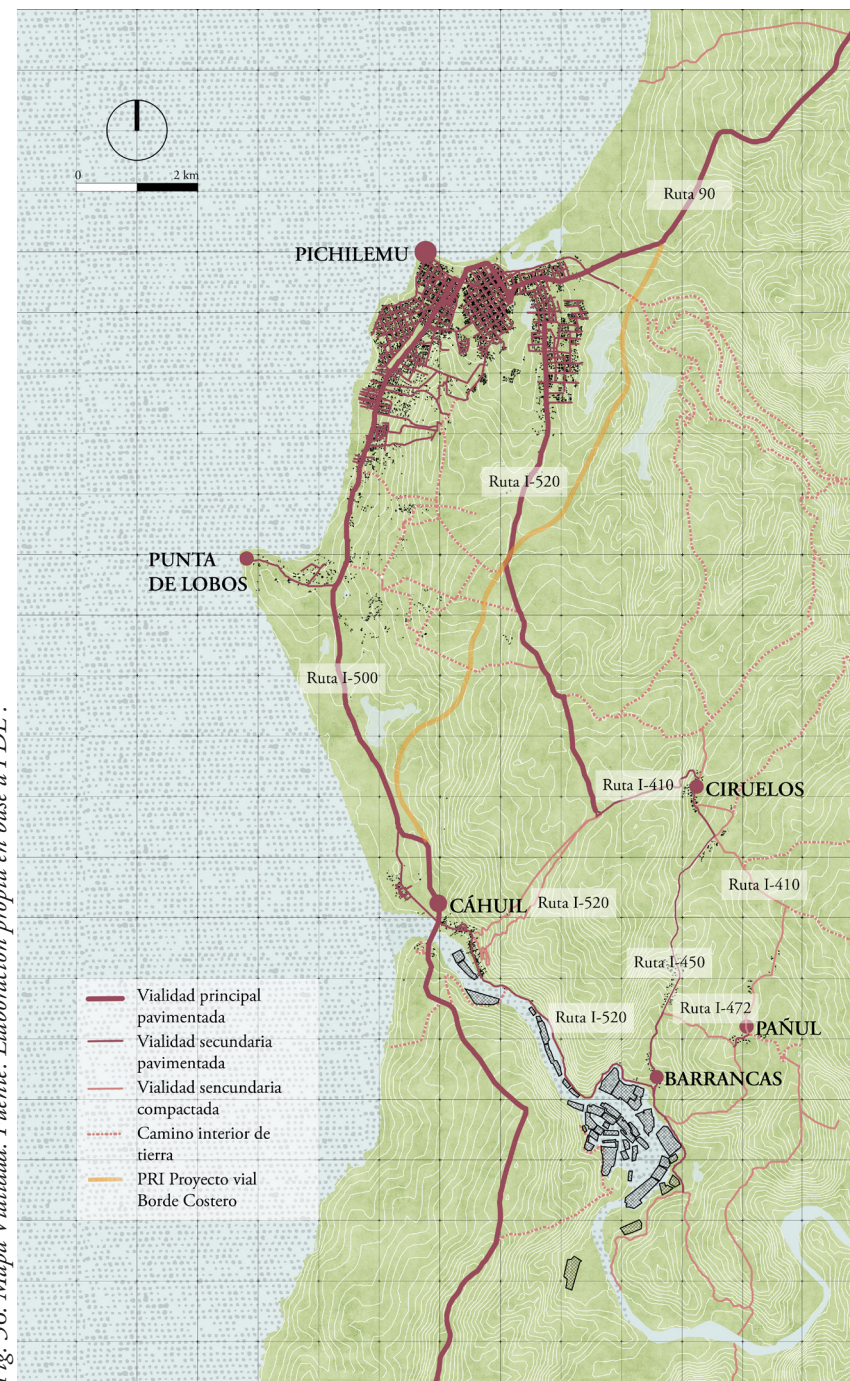 0
2 km
Ruta 90
PICHILEMU
Ruta I-520
PUNTA
DE LOBOS
Ruta I-500
Ruta I-410
CIRUELOS
Ruta I-410
CÁHUIL
Ruta I-520
Ruta I-450
Ruta I-472
Ruta I-520
PAÑUL
BARRANCAS
Vialidad principal
pavimentada
Vialidad secundaria
pavimentada
Vialidad sencundaria
compactada
Camino interior de
tierra
PRI Proyecto vial
Borde Costero
Mapa Vialidad. Fuente: Elaboración propia en base a PDE .